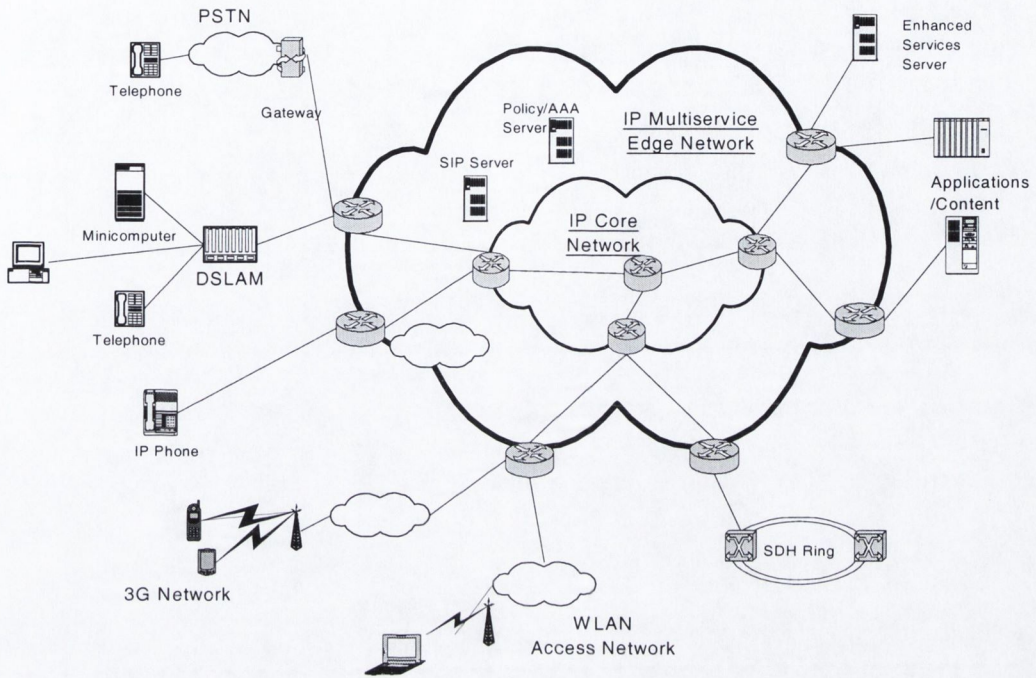 PSTN
Telephone
Gateway
Enhanced
Services
Server
Policy/AAA
Server
IP Multiservice
Edge Network
SIP Server
Applications
/Content
IP Core
Network
Minicomputer
DSLAM
Telephone
IP Phone
3G Network
SDH Ring
WLAN
Access Network